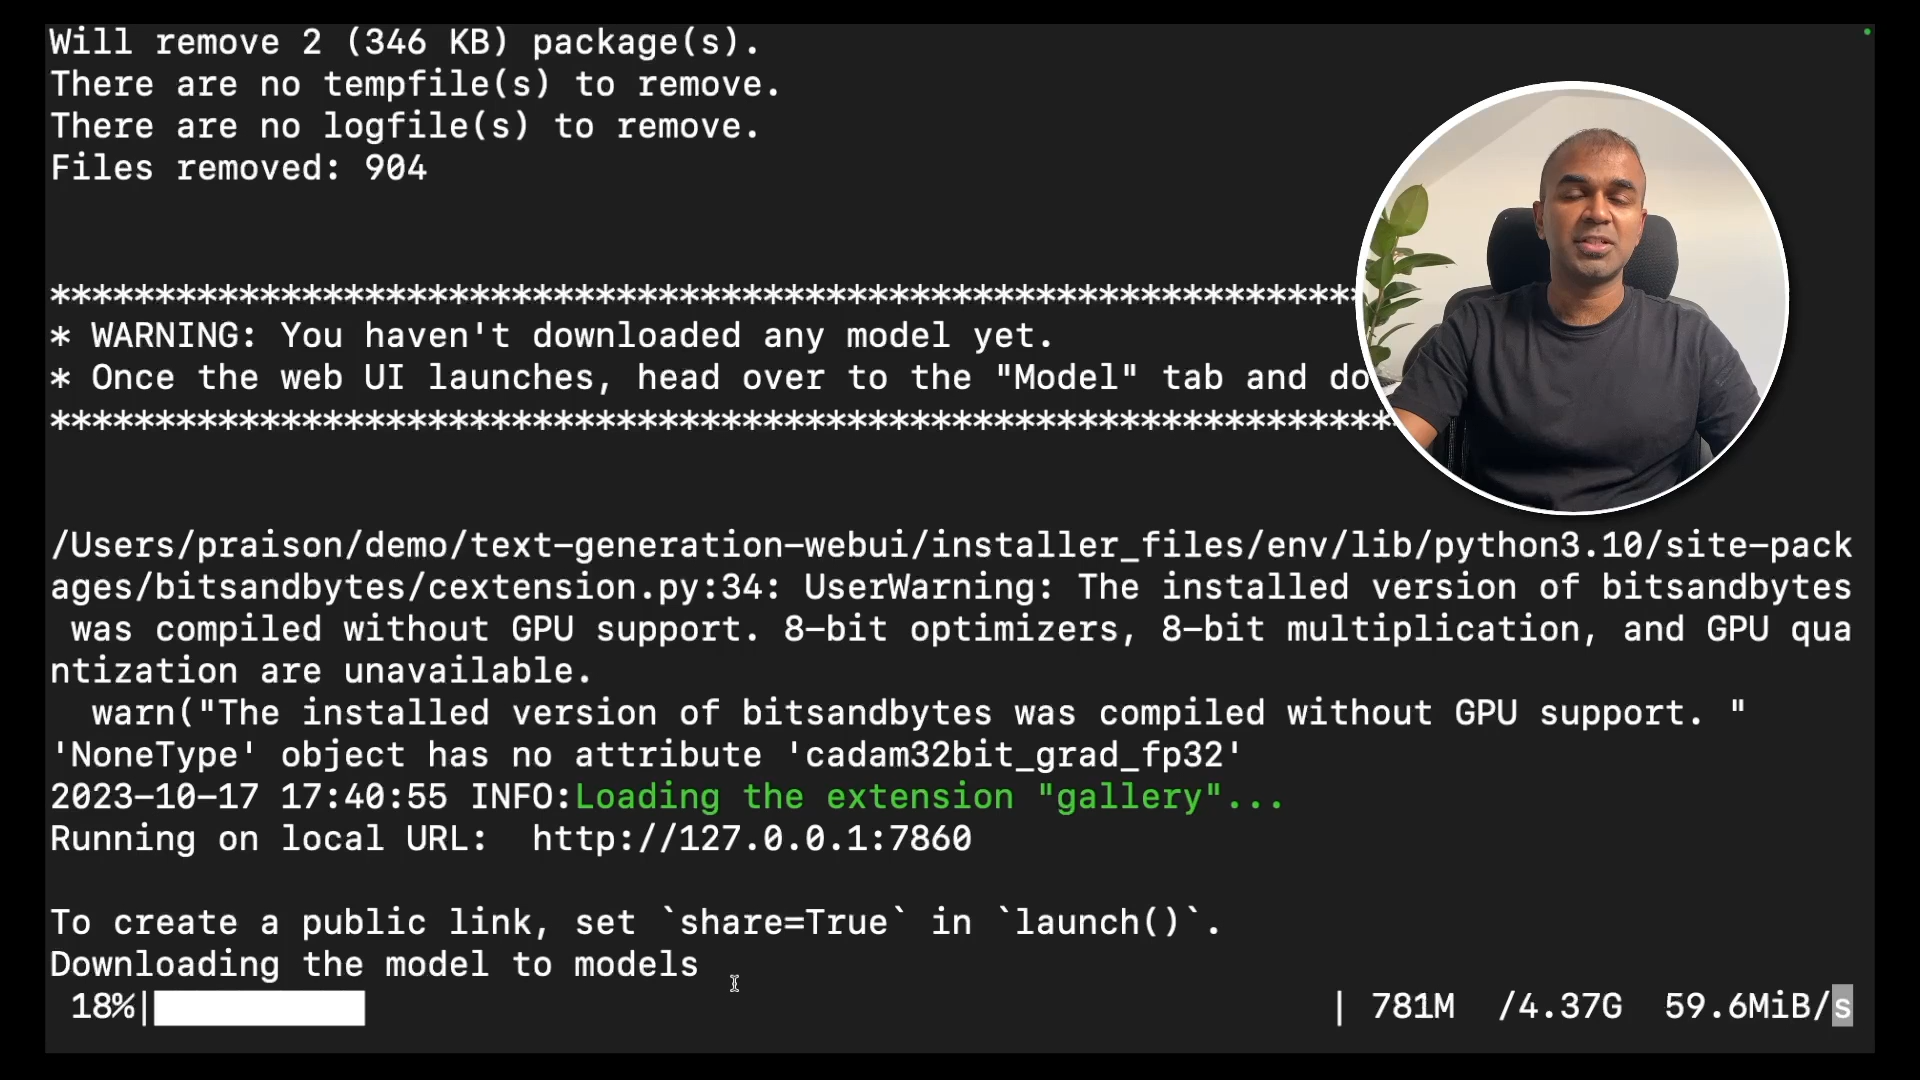 Will remove 2 (346 KB) package(s).
There are no tempfile(s) to remove.
There are no logfile(s) to remove.
Files removed: 904
*******************************************************************
* WARNING: You haven't downloaded any model yet.
* Once the web UI launches, head over to the "Model" tab and do
*******************************************************************
/Users/praison/demo/text-generation-webui/installer_files/env/lib/python3.10/site-pack
ages/bitsandbytes/cextension.py:34: UserWarning: The installed version of bitsandbytes
 was compiled without GPU support. 8-bit optimizers, 8-bit multiplication, and GPU qua
ntization are unavailable.
  warn("The installed version of bitsandbytes was compiled without GPU support. "
'NoneType' object has no attribute 'cadam32bit_grad_fp32'
2023-10-17 17:40:55 INFO:Loading the extension "gallery"...
Running on local URL:  http://127.0.0.1:7860
To create a public link, set `share=True` in `launch()`.
Downloading the model to models
 18%| | 781M  /4.37G  59.6MiB/s